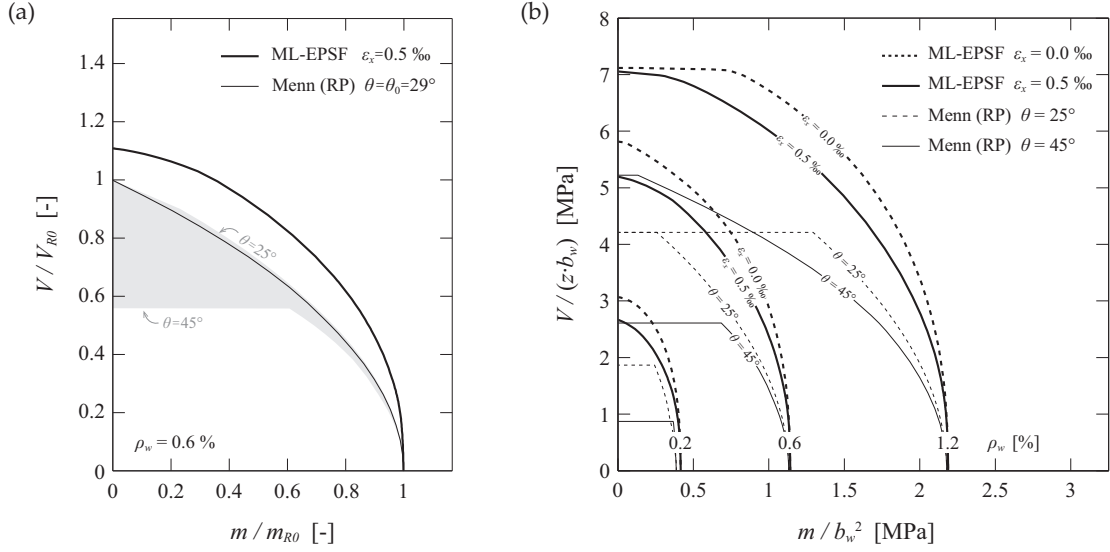 (a)
ML-EPSF εx=0.5 ‰
Menn (RP) θ=θ0=29°
1.4
1.2
1
0.8
0.6
0.4
0.2
0
V / VR0 [-]
θ=25°
θ=45°
ρw = 0.6 %
0 0.2 0.4 0.6 0.8 1
m / mR0 [-]
(b)
ML-EPSF εx = 0.0 ‰
ML-EPSF εx = 0.5 ‰
Menn (RP) θ = 25°
Menn (RP) θ = 45°
8
7
6
5
4
3
2
1
0
V / (z·bw) [MPa]
εx = 0.0 ‰
εx = 0.5 ‰
εx = 0.0 ‰
εx = 0.5 ‰
θ = 25°
θ = 45°
θ = 25°
θ = 45°
0.2 0.6 1.2 ρw [%]
0 0.5 1 1.5 2 2.5 3
m / bw² [MPa]